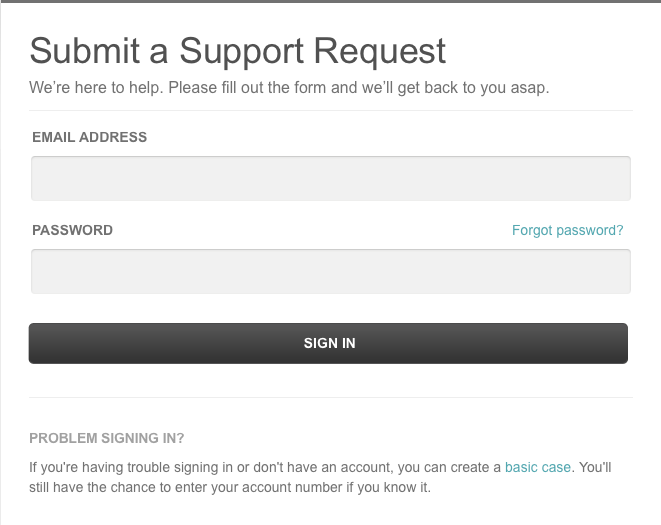 Submit a Support Request
We’re here to help. Please fill out the form and we’ll get back to you asap.
EMAIL ADDRESS
PASSWORD Forgot password?
SIGN IN
PROBLEM SIGNING IN?
If you're having trouble signing in or don't have an account, you can create a basic case. You'll
still have the chance to enter your account number if you know it.